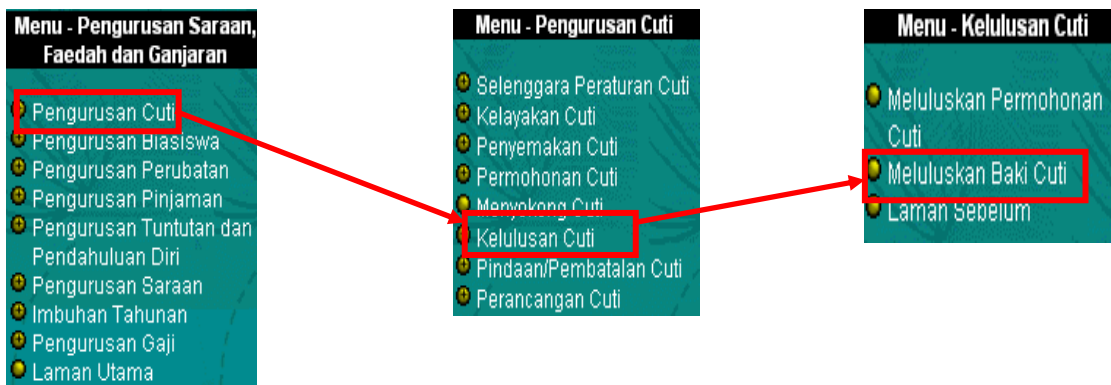 Menu - Pengurusan Saraan,
Faedah dan Ganjaran
Pengurusan Cuti
Pengurusan Biasiswa
Pengurusan Perubatan
Pengurusan Pinjaman
Pengurusan Tuntutan dan
Pendahuluan Diri
Pengurusan Saraan
Imbuhan Tahunan
Pengurusan Gaji
Laman Utama
Menu - Pengurusan Cuti
Selenggara Peraturan Cuti
Kelayakan Cuti
Penyemakan Cuti
Permohonan Cuti
Menyokong Cuti
Kelulusan Cuti
Pindaan/Pembatalan Cuti
Perancangan Cuti
Menu - Kelulusan Cuti
Meluluskan Permohonan
Cuti
Meluluskan Baki Cuti
Laman Sebelum